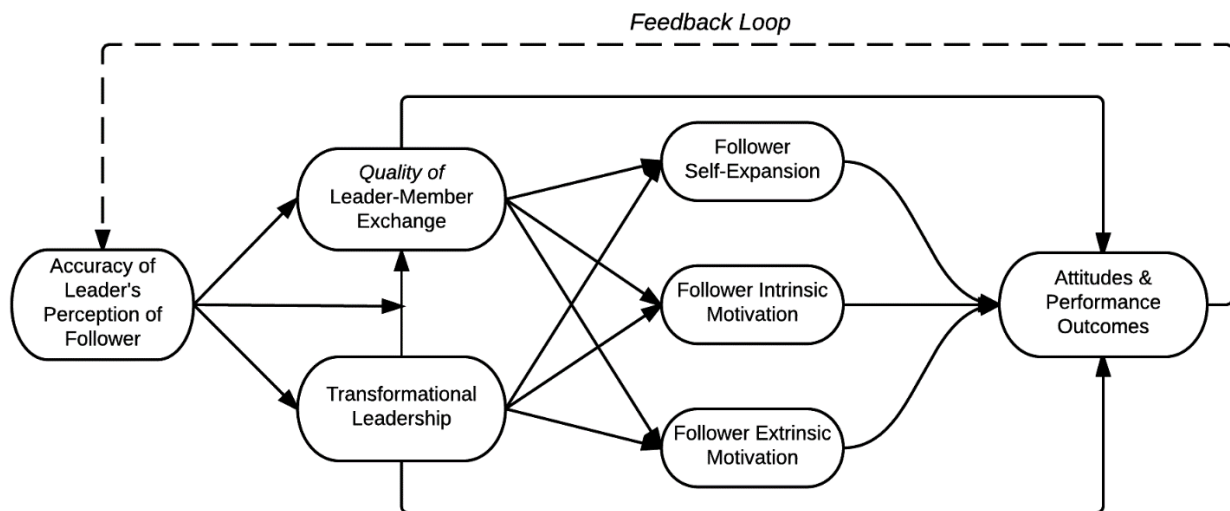 Feedback Loop
Quality of
Leader-Member
Exchange
Follower
Self-Expansion
Accuracy of
Leader's
Perception of
Follower
Follower Intrinsic
Motivation
Attitudes &
Performance
Outcomes
Transformational
Leadership
Follower Extrinsic
Motivation